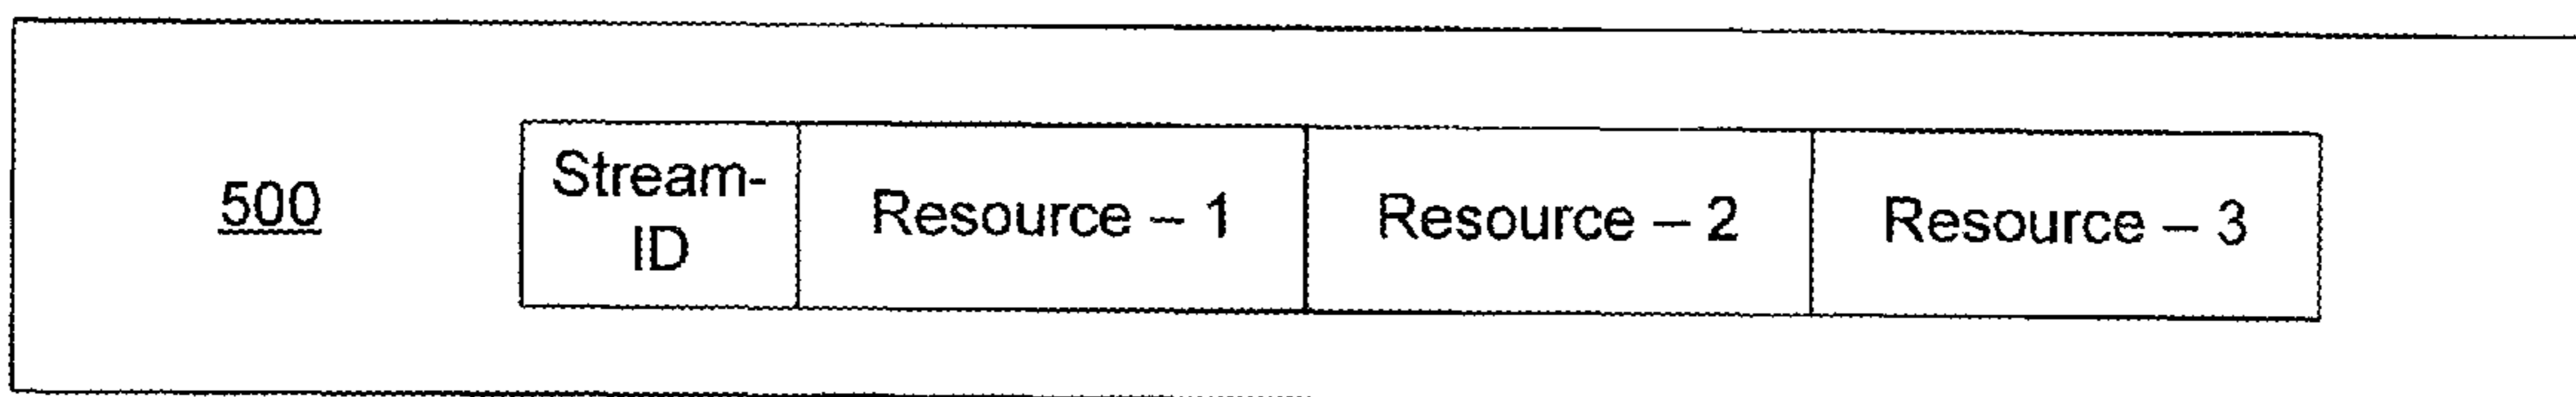 500
Stream-
ID
Resource – 1
Resource – 2
Resource – 3